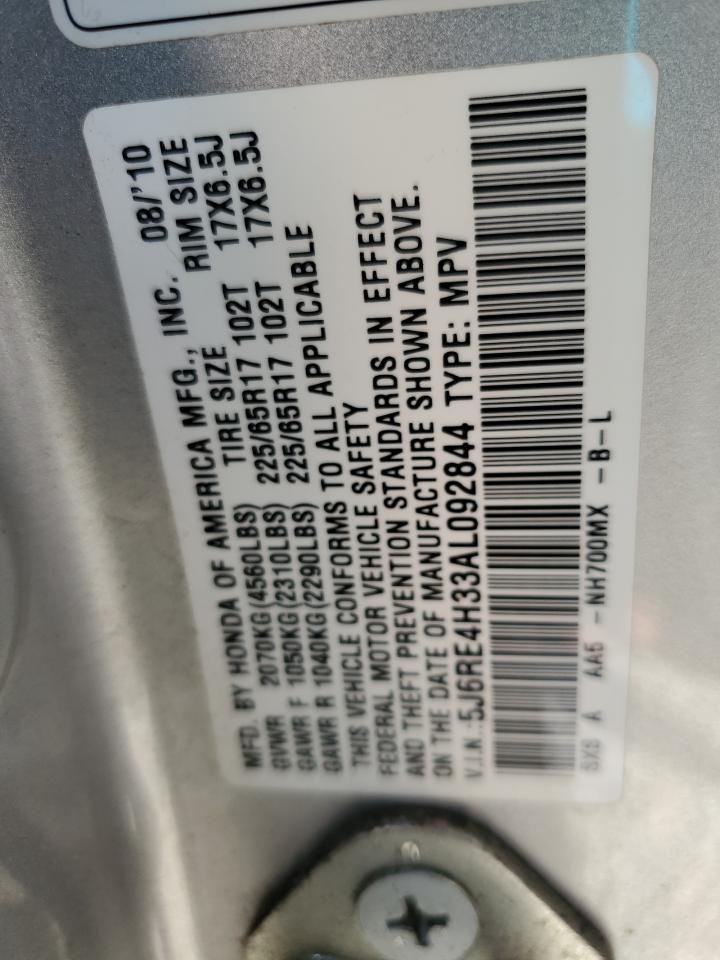 MFD. BY HONDA OF AMERICA MFG., INC. 08/'10
TIRE SIZE RIM SIZE
GVWR 2070KG(4560LBS)
GAWR F 1050KG(2310LBS) 225/65R17 102T 17X6.5J
GAWR R 1040KG(2290LBS) 225/65R17 102T 17X6.5J
THIS VEHICLE CONFORMS TO ALL APPLICABLE
FEDERAL MOTOR VEHICLE SAFETY
AND THEFT PREVENTION STANDARDS IN EFFECT
ON THE DATE OF MANUFACTURE SHOWN ABOVE.
V.I.N.:5J6RE4H33AL092844 TYPE: MPV
SXS A AA5 -NH700MX -B-L